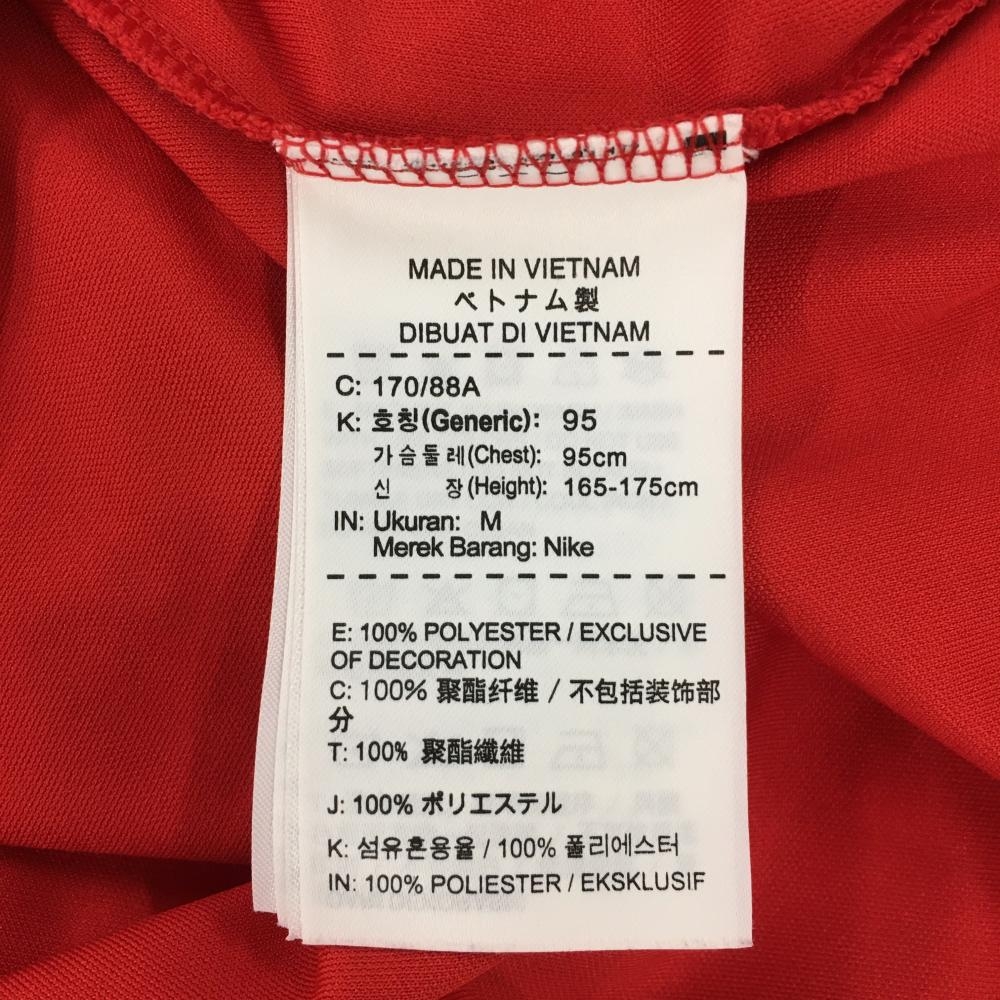 MADE IN VIETNAM
ベトナム製
DIBUAT DI VIETNAM
C: 170/88A
K: 호칭(Generic): 95
가슴둘레(Chest): 95cm
신 장(Height): 165-175cm
IN: Ukuran: M
Merek Barang: Nike
E: 100% POLYESTER / EXCLUSIVE
OF DECORATION
C: 100% 聚酯纤维 / 不包括装饰部
分
T: 100% 聚酯纖維
J: 100% ポリエステル
K: 섬유혼용율 / 100% 폴리에스터
IN: 100% POLIESTER / EKSKLUSIF